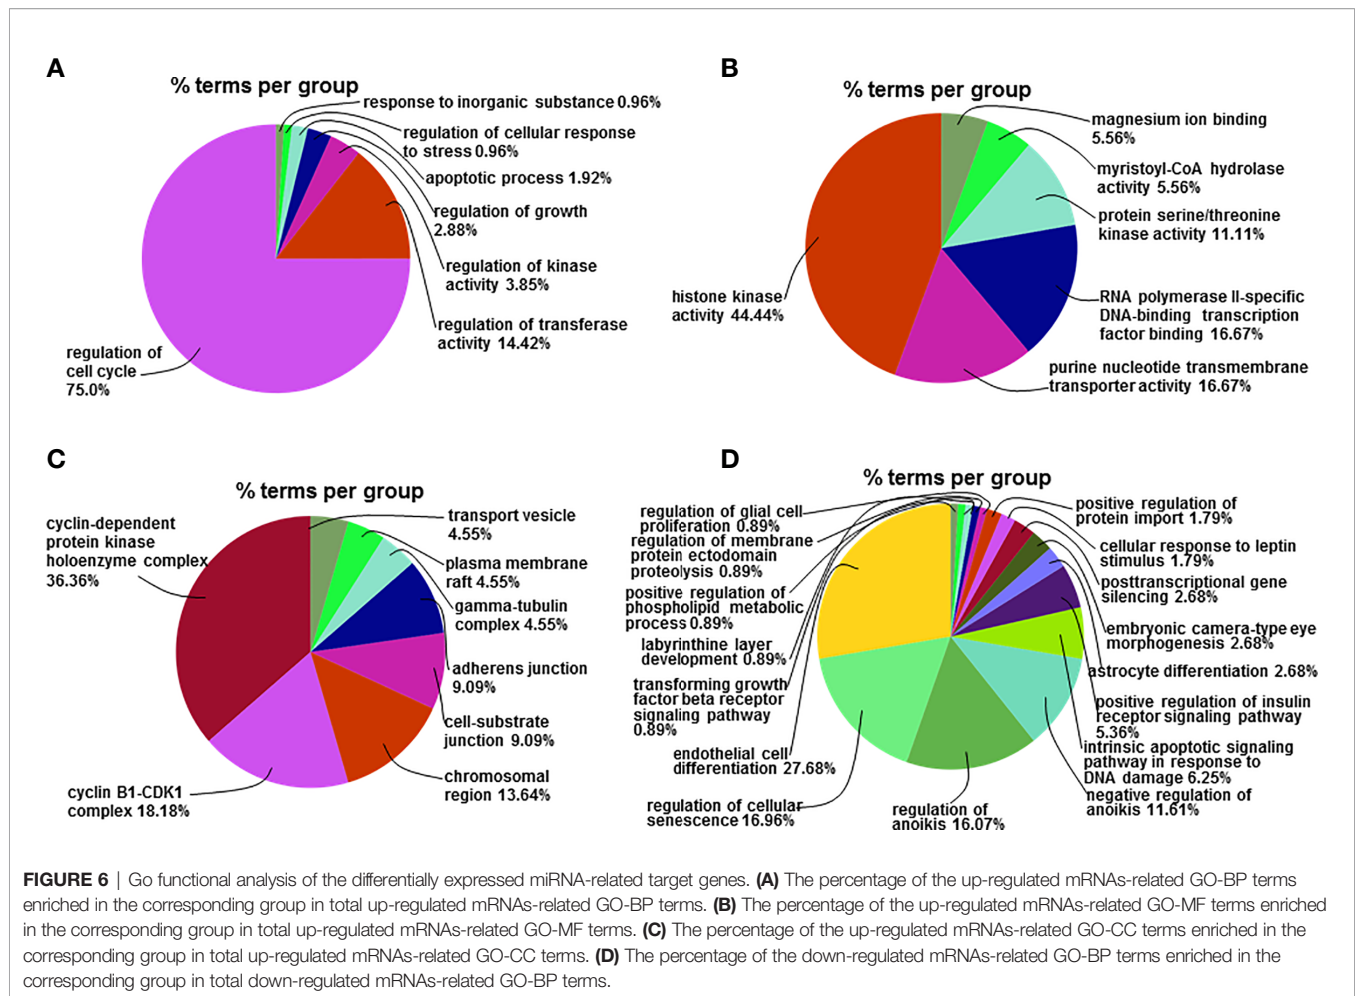 A
% terms per group
response to inorganic substance 0.96%
regulation of cellular response
to stress 0.96%
apoptotic process 1.92%
regulation of growth
2.88%
regulation of kinase
activity 3.85%
regulation of transferase
activity 14.42%
regulation of
cell cycle
75.0%
B
% terms per group
magnesium ion binding
5.56%
myristoyl-CoA hydrolase
activity 5.56%
protein serine/threonine
kinase activity 11.11%
RNA polymerase II-specific
DNA-binding transcription
factor binding 16.67%
purine nucleotide transmembrane
transporter activity 16.67%
histone kinase
activity 44.44%
C
% terms per group
transport vesicle
4.55%
plasma membrane
raft 4.55%
gamma-tubulin
complex 4.55%
adherens junction
9.09%
cell-substrate
junction 9.09%
chromosomal
region 13.64%
cyclin B1-CDK1
complex 18.18%
cyclin-dependent
protein kinase
holoenzyme complex
36.36%
D
% terms per group
regulation of glial cell
proliferation 0.89%
regulation of membrane
protein ectodomain
proteolysis 0.89%
positive regulation of
phospholipid metabolic
process 0.89%
labyrinthine layer
development 0.89%
transforming growth
factor beta receptor
signaling pathway
0.89%
endothelial cell
differentiation 27.68%
regulation of cellular
senescence 16.96%
regulation of
anoikis 16.07%
positive regulation of
protein import 1.79%
cellular response to leptin
stimulus 1.79%
posttranscriptional gene
silencing 2.68%
embryonic camera-type eye
morphogenesis 2.68%
astrocyte differentiation 2.68%
positive regulation of insulin
receptor signaling pathway
5.36%
intrinsic apoptotic signaling
pathway in response to
DNA damage 6.25%
negative regulation of
anoikis 11.61%
FIGURE 6 | Go functional analysis of the differentially expressed miRNA-related target genes. (A) The percentage of the up-regulated mRNAs-related GO-BP terms
enriched in the corresponding group in total up-regulated mRNAs-related GO-BP terms. (B) The percentage of the up-regulated mRNAs-related GO-MF terms enriched
in the corresponding group in total up-regulated mRNAs-related GO-MF terms. (C) The percentage of the up-regulated mRNAs-related GO-CC terms enriched in the
corresponding group in total up-regulated mRNAs-related GO-CC terms. (D) The percentage of the down-regulated mRNAs-related GO-BP terms enriched in the
corresponding group in total down-regulated mRNAs-related GO-BP terms.